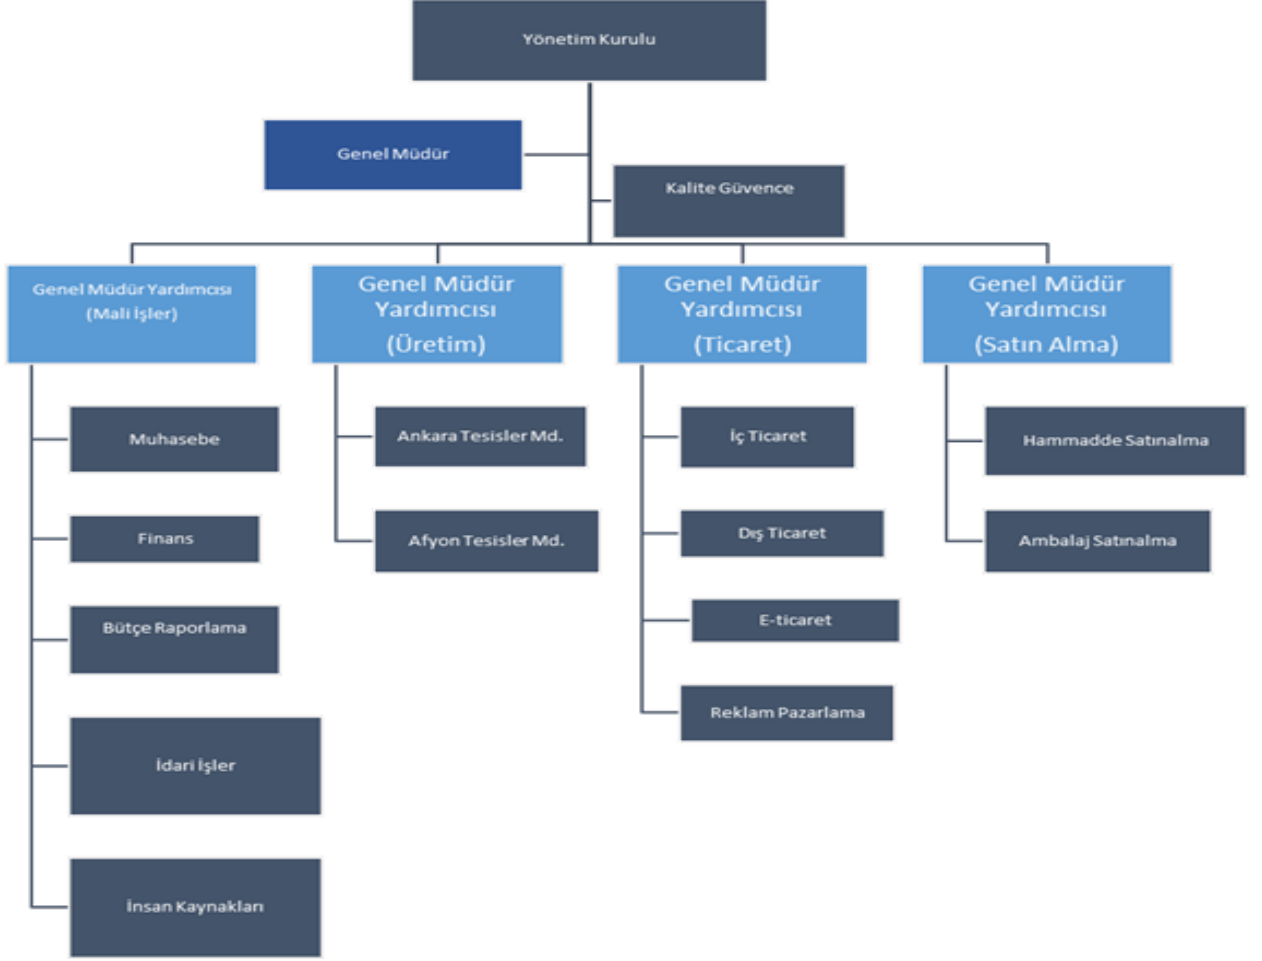 Yönetim Kurulu
Genel Müdür
Kalite Güvence
Genel Müdür Yardımcısı
(Mali İşler)
Genel Müdür
Yardımcısı
(Üretim)
Genel Müdür
Yardımcısı
(Ticaret)
Genel Müdür
Yardımcısı
(Satın Alma)
Muhasebe
Finans
Bütçe Raporlama
İdari İşler
İnsan Kaynakları
Ankara Tesisler Md.
Afyon Tesisler Md.
İç Ticaret
Dış Ticaret
E-ticaret
Reklam Pazarlama
Hammadde Satınalma
Ambalaj Satınalma